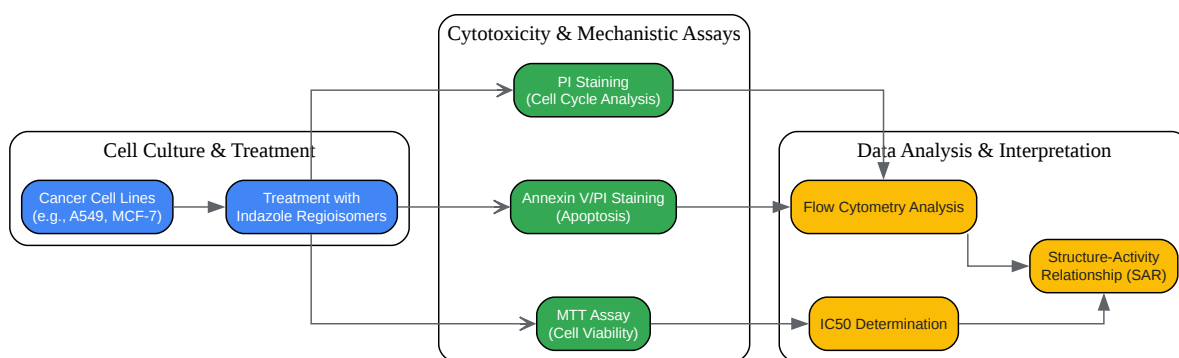 Cytotoxicity & Mechanistic Assays
PI Staining
(Cell Cycle Analysis)
Cell Culture & Treatment
Data Analysis & Interpretation
Cancer Cell Lines
(e.g., A549, MCF-7)
Treatment with
Indazole Regioisomers
Annexin V/PI Staining
(Apoptosis)
Flow Cytometry Analysis
Structure-Activity
Relationship (SAR)
MTT Assay
(Cell Viability)
IC50 Determination